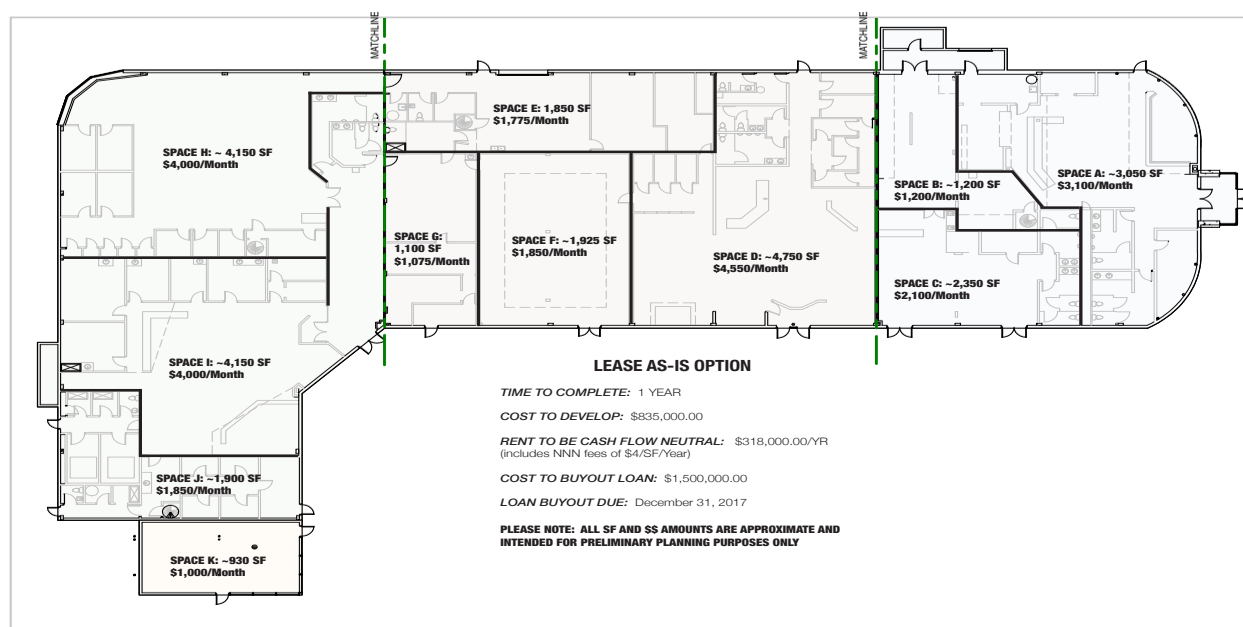 MATCHLINE
MATCHLINE
SPACE E: 1,850 SF
$1,775/Month
SPACE H: ~ 4,150 SF
$4,000/Month
SPACE B: ~1,200 SF
$1,200/Month
SPACE A: ~3,050 SF
$3,100/Month
SPACE G:
1,100 SF
$1,075/Month
SPACE F: ~1,925 SF
$1,850/Month
SPACE D: ~4,750 SF
$4,550/Month
SPACE C: ~2,350 SF
$2,100/Month
SPACE I: ~4,150 SF
$4,000/Month
SPACE J: ~1,900 SF
$1,850/Month
SPACE K: ~930 SF
$1,000/Month
LEASE AS-IS OPTION
TIME TO COMPLETE: 1 YEAR
COST TO DEVELOP: $835,000.00
RENT TO BE CASH FLOW NEUTRAL: $318,000.00/YR
(includes NNN fees of $4/SF/Year)
COST TO BUYOUT LOAN: $1,500,000.00
LOAN BUYOUT DUE: December 31, 2017
PLEASE NOTE: ALL SF AND $$ AMOUNTS ARE APPROXIMATE AND
INTENDED FOR PRELIMINARY PLANNING PURPOSES ONLY